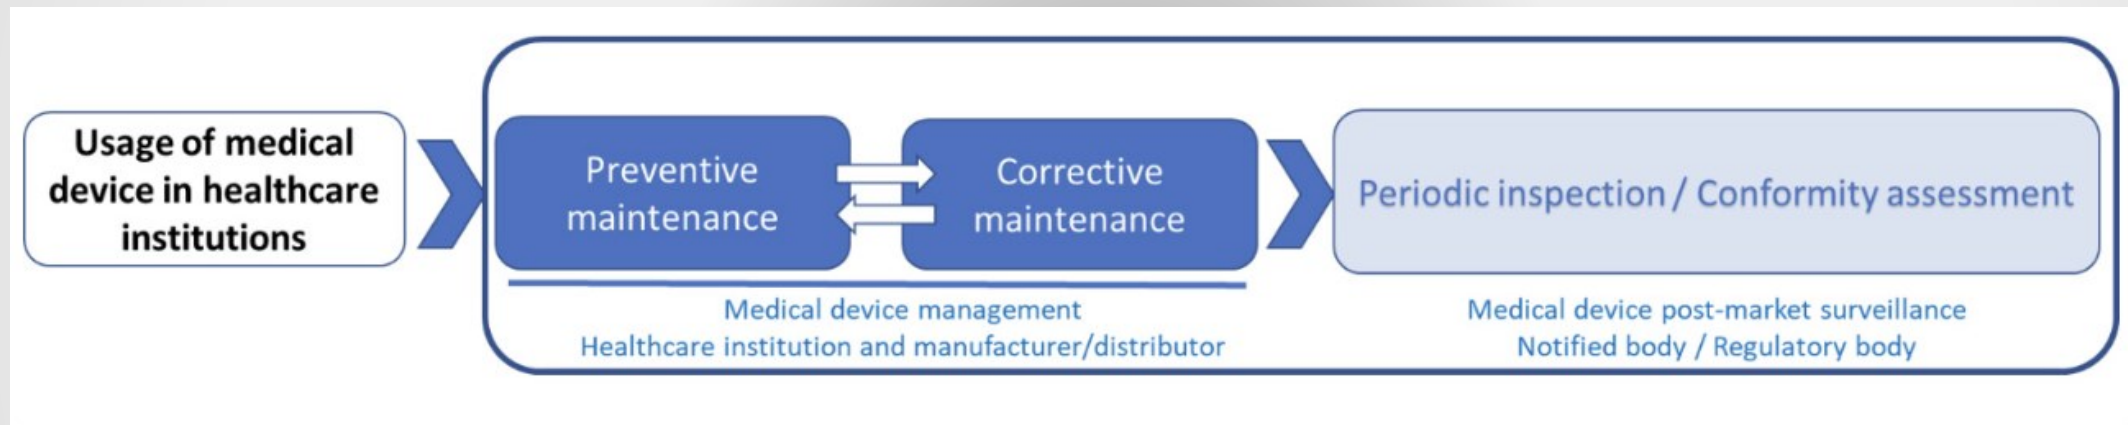 Usage of medical
device in healthcare
institutions
Preventive
maintenance
Corrective
maintenance
Periodic inspection / Conformity assessment
Medical device management
Healthcare institution and manufacturer/distributor
Medical device post-market surveillance
Notified body / Regulatory body